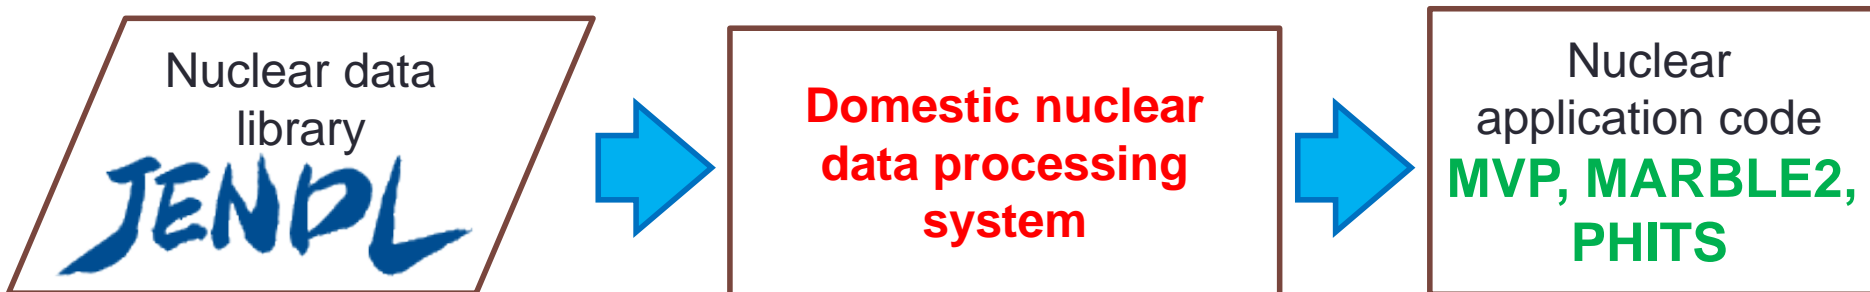 Nuclear data
library
JENDL
Domestic nuclear
data processing
system
Nuclear
application code
MVP, MARBLE2,
PHITS